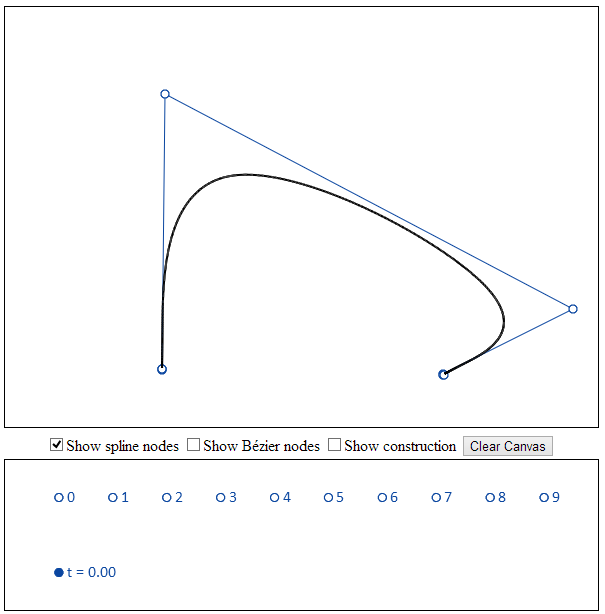 Show spline nodes Show Bézier nodes Show construction Clear Canvas
0 1 2 3 4 5 6 7 8 9
t = 0.00